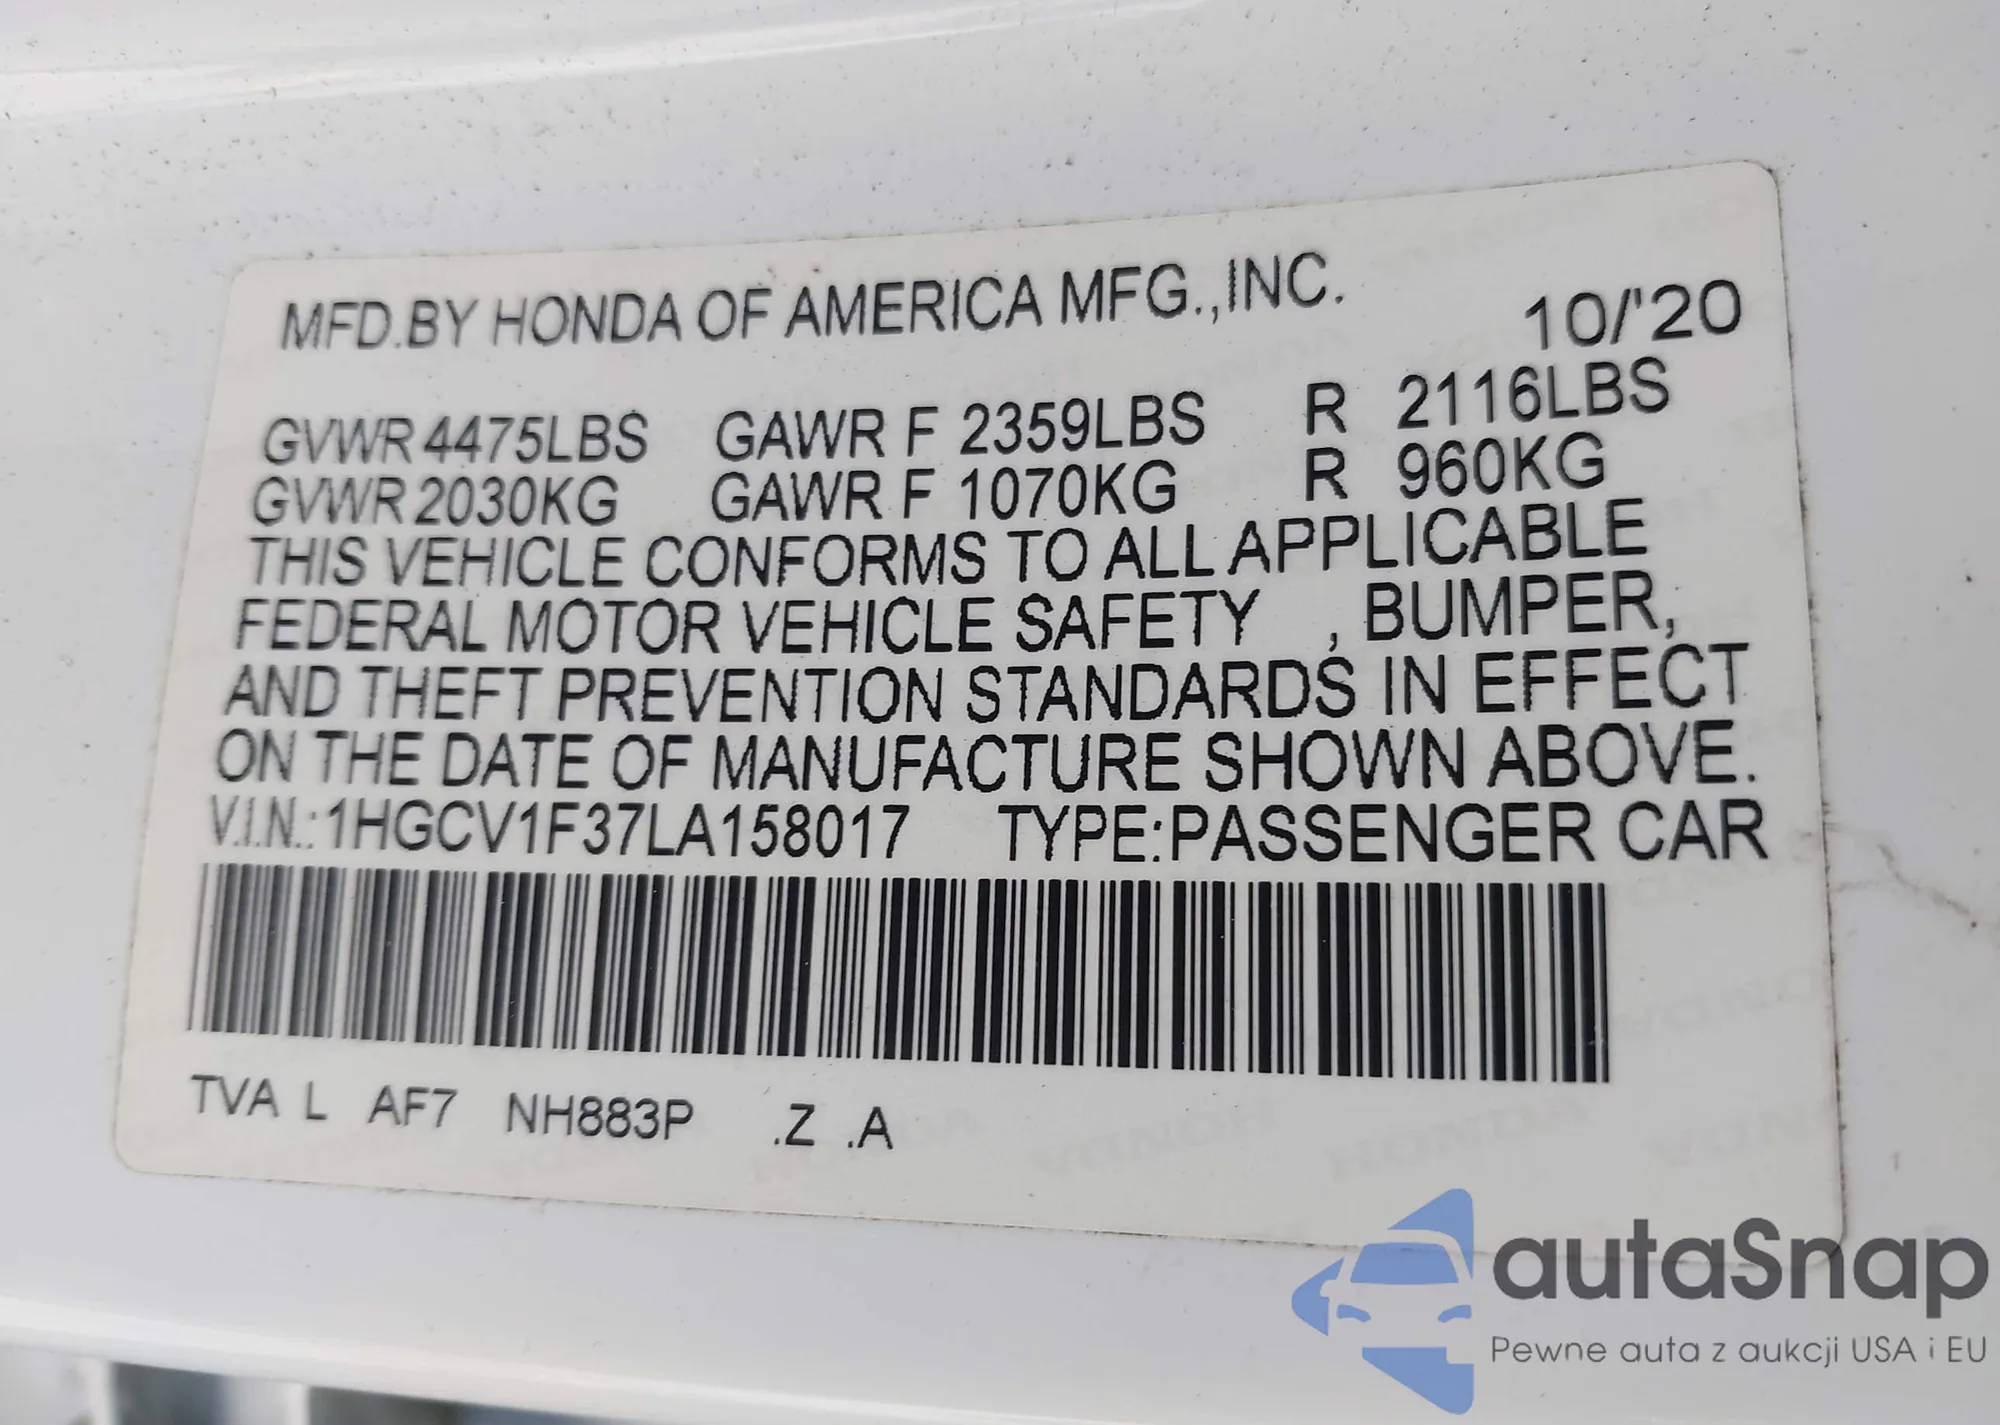 MFD.BY HONDA OF AMERICA MFG.,INC.
10/'20
GVWR 4475LBS GAWR F 2359LBS R 2116LBS
GVWR 2030KG GAWR F 1070KG R 960KG
THIS VEHICLE CONFORMS TO ALL APPLICABLE
FEDERAL MOTOR VEHICLE SAFETY , BUMPER,
AND THEFT PREVENTION STANDARDS IN EFFECT
ON THE DATE OF MANUFACTURE SHOWN ABOVE.
V.I.N.:1HGCV1F37LA158017 TYPE:PASSENGER CAR
TVA L AF7 NH883P .Z .A
autaSnap
Pewne auta z aukcji USA i EU